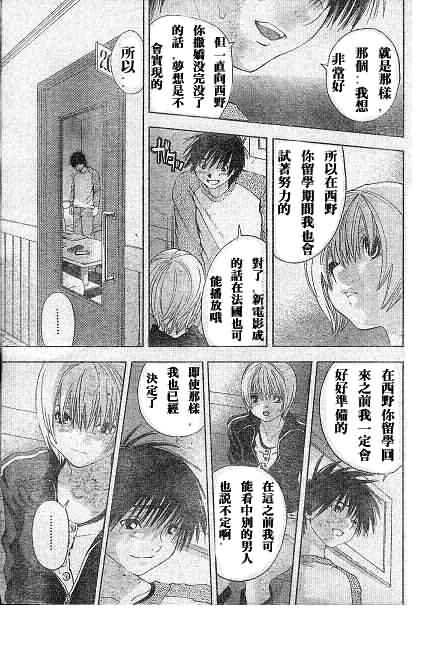 就是那樣
那個…我想
非常好
但一直向西野
你撒嬌没完没了
的話 夢想是不
會實現的
所以…
所以在西野
你留學期間我也會
試著努力的
對了 新電影成
的話在法國也可
能播放哦
………
在西野你留學回
來之前我一定會
好好準備的
在這之前我可
能看中别的男人
也説不定啊
即使那樣
我也已經
決定了
………